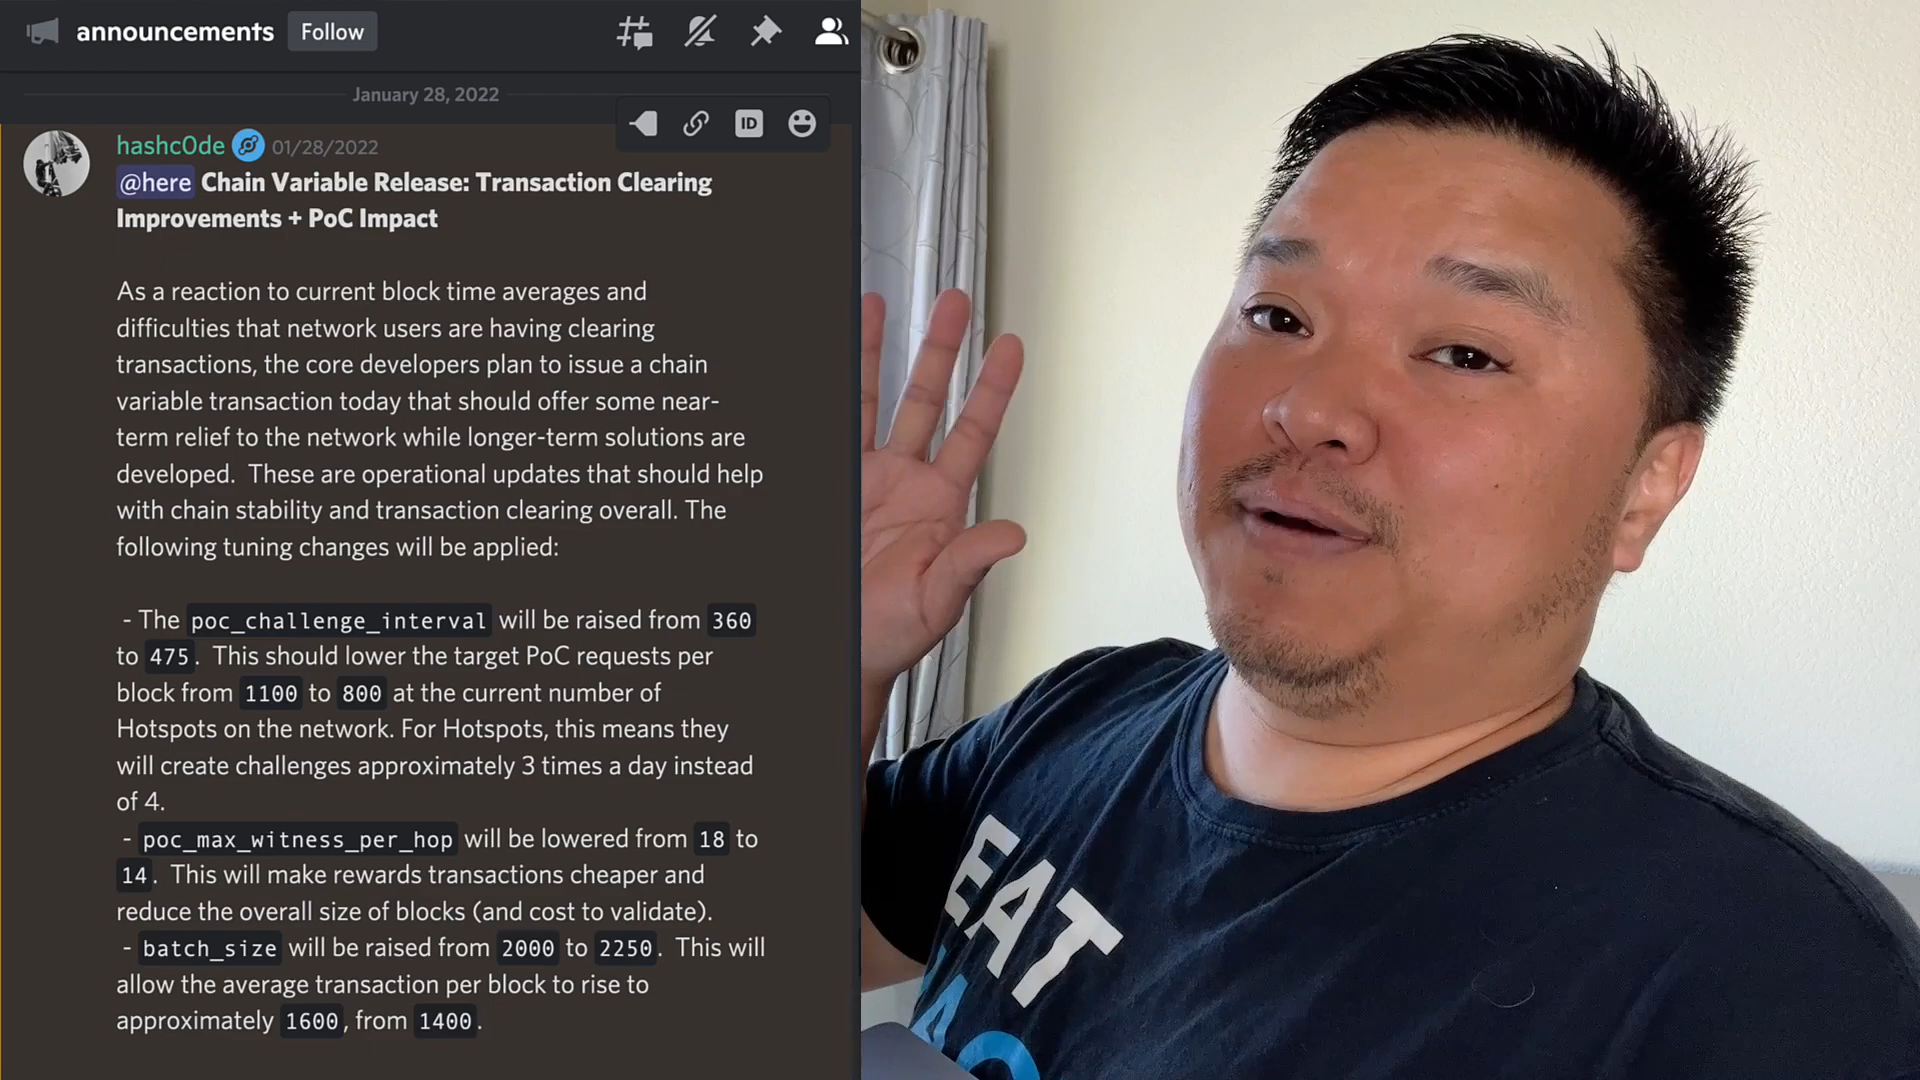 announcements Follow
January 28, 2022
hashc0de 01/28/2022
ID
@here Chain Variable Release: Transaction Clearing
Improvements + PoC Impact
As a reaction to current block time averages and
difficulties that network users are having clearing
transactions, the core developers plan to issue a chain
variable transaction today that should offer some near-
term relief to the network while longer-term solutions are
developed. These are operational updates that should help
with chain stability and transaction clearing overall. The
following tuning changes will be applied:
- The poc_challenge_interval will be raised from 360
to 475. This should lower the target PoC requests per
block from 1100 to 800 at the current number of
Hotspots on the network. For Hotspots, this means they
will create challenges approximately 3 times a day instead
of 4.
- poc_max_witness_per_hop will be lowered from 18 to
14. This will make rewards transactions cheaper and
reduce the overall size of blocks (and cost to validate).
- batch_size will be raised from 2000 to 2250. This will
allow the average transaction per block to rise to
approximately 1600, from 1400.
EAT